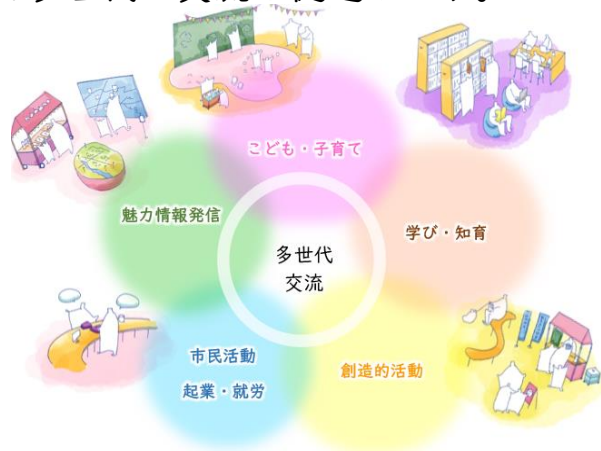 こども・子育て
魅力情報発信
学び・知育
多世代
交流
市民活動
起業・就労
創造的活動